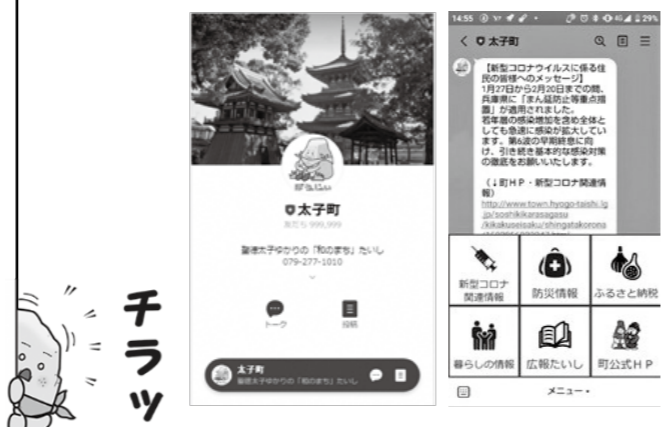 チラッ
太子町
友だち 999,999
聖徳太子ゆかりの「和のまち」たいし
079-277-1010
トーク
投稿
太子町
聖徳太子ゆかりの「和のまち」たいし
14:55
29%
太子町
【新型コロナウイルスに係る住
民の皆様へのメッセージ】
1月27日から2月20日までの間、
兵庫県に「まん延防止等重点措
置」が適用されました。
若年層の感染増加を含め全体と
しても急速に感染が拡大してい
ます。第6波の早期終息に向
け、引き続き基本的な感染対策
の徹底をお願いいたします。
(↓町HP・新型コロナ関連情
報)
http://www.town.hyogo-taishi.lg
.jp/soshikikarasagasu
/kikakuseisaku/shingatakorona
新型コロナ
関連情報
防災情報
ふるさと納税
暮らしの情報
広報たいし
町公式HP
メニュー